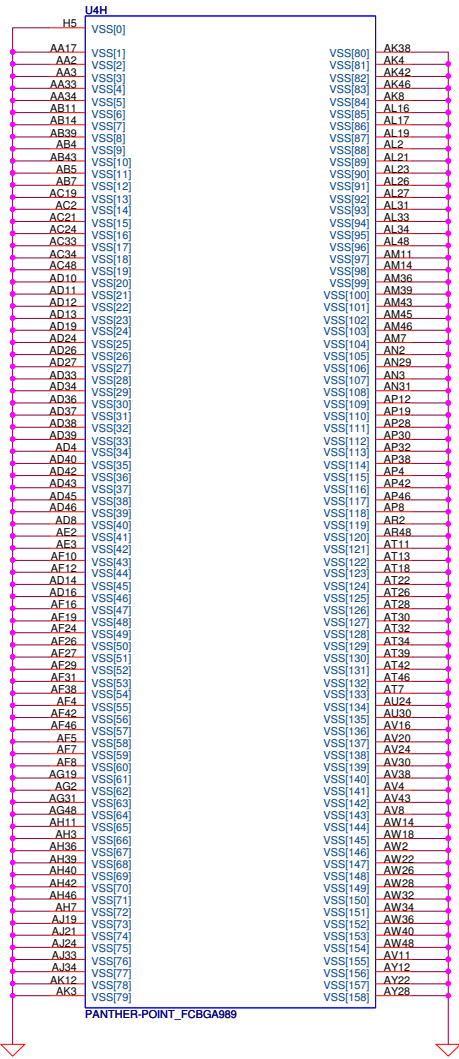 U4H
H5 VSS[0]
AA17 VSS[1] VSS[80] AK38
AA2 VSS[2] VSS[81] AK4
AA3 VSS[3] VSS[82] AK42
AA33 VSS[4] VSS[83] AK46
AA34 VSS[5] VSS[84] AK8
AB11 VSS[6] VSS[85] AL16
AB14 VSS[7] VSS[86] AL17
AB39 VSS[8] VSS[87] AL19
AB4 VSS[9] VSS[88] AL2
AB43 VSS[10] VSS[89] AL21
AB5 VSS[11] VSS[90] AL23
AB7 VSS[12] VSS[91] AL26
AC19 VSS[13] VSS[92] AL27
AC2 VSS[14] VSS[93] AL31
AC21 VSS[15] VSS[94] AL33
AC24 VSS[16] VSS[95] AL34
AC33 VSS[17] VSS[96] AL48
AC34 VSS[18] VSS[97] AM11
AC48 VSS[19] VSS[98] AM14
AD10 VSS[20] VSS[99] AM36
AD11 VSS[21] VSS[100] AM39
AD12 VSS[22] VSS[101] AM43
AD13 VSS[23] VSS[102] AM45
AD19 VSS[24] VSS[103] AM46
AD24 VSS[25] VSS[104] AM7
AD26 VSS[26] VSS[105] AN2
AD27 VSS[27] VSS[106] AN29
AD33 VSS[28] VSS[107] AN3
AD34 VSS[29] VSS[108] AN31
AD36 VSS[30] VSS[109] AP12
AD37 VSS[31] VSS[110] AP19
AD38 VSS[32] VSS[111] AP28
AD39 VSS[33] VSS[112] AP30
AD4 VSS[34] VSS[113] AP32
AD40 VSS[35] VSS[114] AP38
AD42 VSS[36] VSS[115] AP4
AD43 VSS[37] VSS[116] AP42
AD45 VSS[38] VSS[117] AP46
AD46 VSS[39] VSS[118] AP8
AD8 VSS[40] VSS[119] AR2
AE2 VSS[41] VSS[120] AR48
AE3 VSS[42] VSS[121] AT11
AF10 VSS[43] VSS[122] AT13
AF12 VSS[44] VSS[123] AT18
AD14 VSS[45] VSS[124] AT22
AD16 VSS[46] VSS[125] AT26
AF16 VSS[47] VSS[126] AT28
AF19 VSS[48] VSS[127] AT30
AF24 VSS[49] VSS[128] AT32
AF26 VSS[50] VSS[129] AT34
AF27 VSS[51] VSS[130] AT39
AF29 VSS[52] VSS[131] AT42
AF31 VSS[53] VSS[132] AT46
AF38 VSS[54] VSS[133] AT7
AF4 VSS[55] VSS[134] AU24
AF42 VSS[56] VSS[135] AU30
AF46 VSS[57] VSS[136] AV16
AF5 VSS[58] VSS[137] AV20
AF7 VSS[59] VSS[138] AV24
AF8 VSS[60] VSS[139] AV30
AG19 VSS[61] VSS[140] AV38
AG2 VSS[62] VSS[141] AV4
AG31 VSS[63] VSS[142] AV43
AG48 VSS[64] VSS[143] AV8
AH11 VSS[65] VSS[144] AW14
AH3 VSS[66] VSS[145] AW18
AH36 VSS[67] VSS[146] AW2
AH39 VSS[68] VSS[147] AW22
AH40 VSS[69] VSS[148] AW26
AH42 VSS[70] VSS[149] AW28
AH46 VSS[71] VSS[150] AW32
AH7 VSS[72] VSS[151] AW34
AJ19 VSS[73] VSS[152] AW36
AJ21 VSS[74] VSS[153] AW40
AJ24 VSS[75] VSS[154] AW48
AJ33 VSS[76] VSS[155] AV11
AJ34 VSS[77] VSS[156] AY12
AK12 VSS[78] VSS[157] AY22
AK3 VSS[79] VSS[158] AY28
PANTHER-POINT_FCBGA989